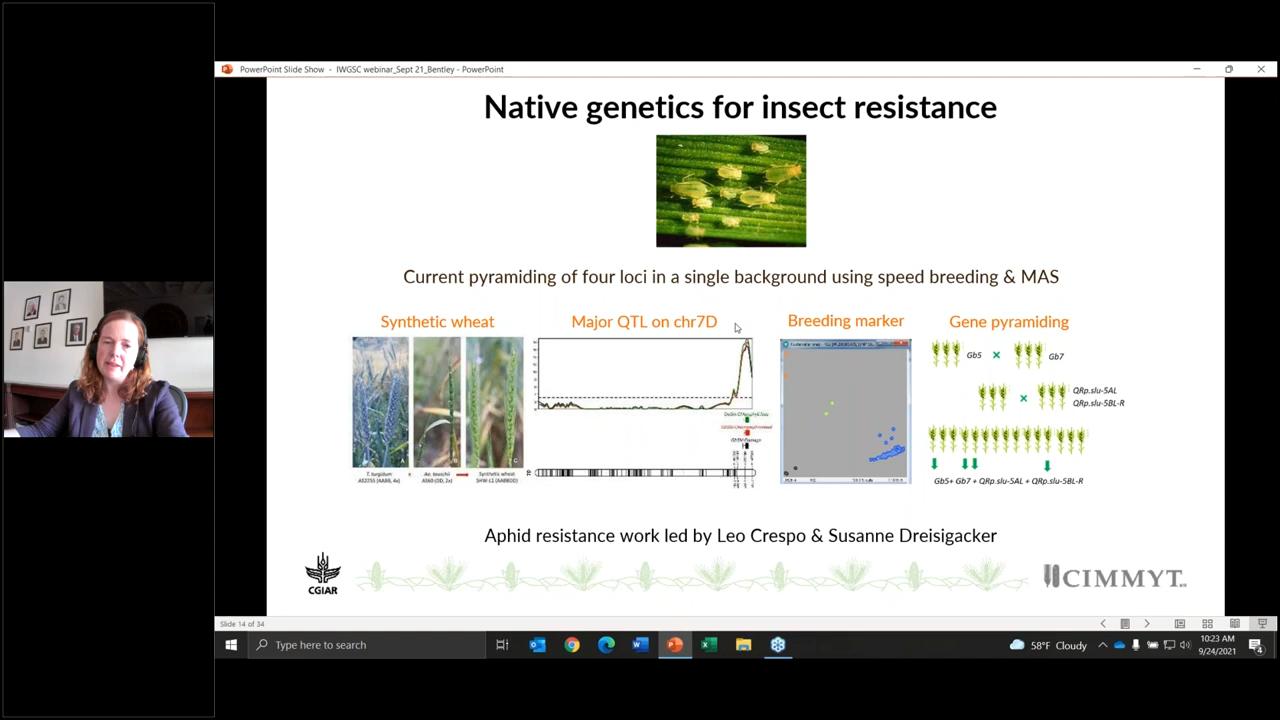 PowerPoint Slide Show - IWGSC webinar_Sept 21_Bentley - PowerPoint
Native genetics for insect resistance
Current pyramiding of four loci in a single background using speed breeding & MAS
Synthetic wheat
Major QTL on chr7D
Breeding marker
Gene pyramiding
Gb5
Gb7
QRp.slu-5AL
QRp.slu-5BL-R
T. turgidum
Synthetic wheat
Gb5+ Gb7 + QRp.slu-5AL + QRp.slu-5BL-R
Aphid resistance work led by Leo Crespo & Susanne Dreisigacker
CGIAR
CIMMYT
Slide 14 of 34
Type here to search
58°F Cloudy
10:23 AM
9/24/2021
4